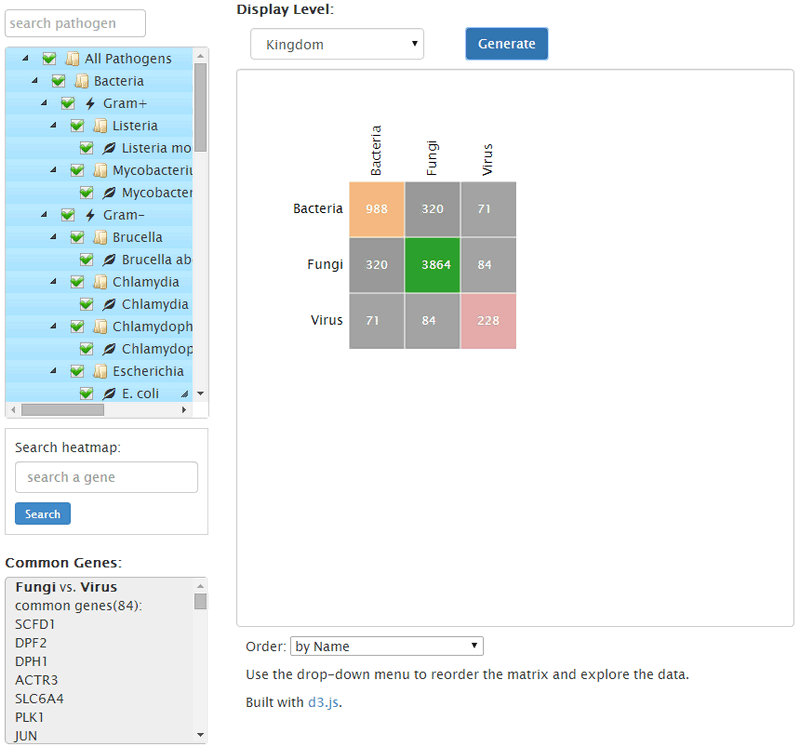 search pathogen
All Pathogens
Bacteria
Gram+
Listeria
Listeria mo
Mycobacteriu
Mycobacter
Gram-
Brucella
Brucella ab
Chlamydia
Chlamydia
Chlamydoph
Chlamydop
Escherichia
E. coli
Search heatmap:
search a gene
Search
Common Genes:
Fungi vs. Virus
common genes(84):
SCFD1
DPF2
DPH1
ACTR3
SLC6A4
PLK1
JUN
Display Level:
Kingdom
Generate
Bacteria
Fungi
Virus
Bacteria 988 320 71
Fungi 320 3864 84
Virus 71 84 228
Order: by Name
Use the drop-down menu to reorder the matrix and explore the data.
Built with d3.js.